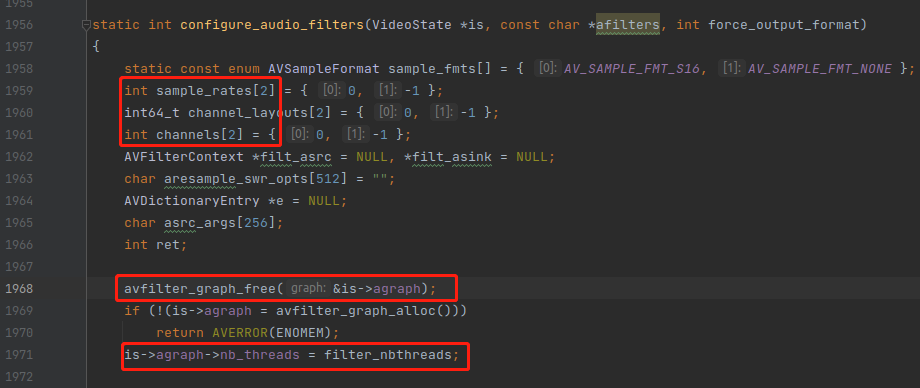 1955
1956 static int configure_audio_filters(VideoState *is, const char *afilters, int force_output_format)
1957 {
1958 static const enum AVSampleFormat sample_fmts[] = { [0]: AV_SAMPLE_FMT_S16, [1]: AV_SAMPLE_FMT_NONE };
1959 int sample_rates[2] = { [0]: 0, [1]: -1 };
1960 int64_t channel_layouts[2] = { [0]: 0, [1]: -1 };
1961 int channels[2] = { [0]: 0, [1]: -1 };
1962 AVFilterContext *filt_asrc = NULL, *filt_asink = NULL;
1963 char aresample_swr_opts[512] = "";
1964 AVDictionaryEntry *e = NULL;
1965 char asrc_args[256];
1966 int ret;
1967
1968 avfilter_graph_free( graph: &is->agraph);
1969 if (!(is->agraph = avfilter_graph_alloc()))
1970 return AVERROR(ENOMEM);
1971 is->agraph->nb_threads = filter_nbthreads;
1972